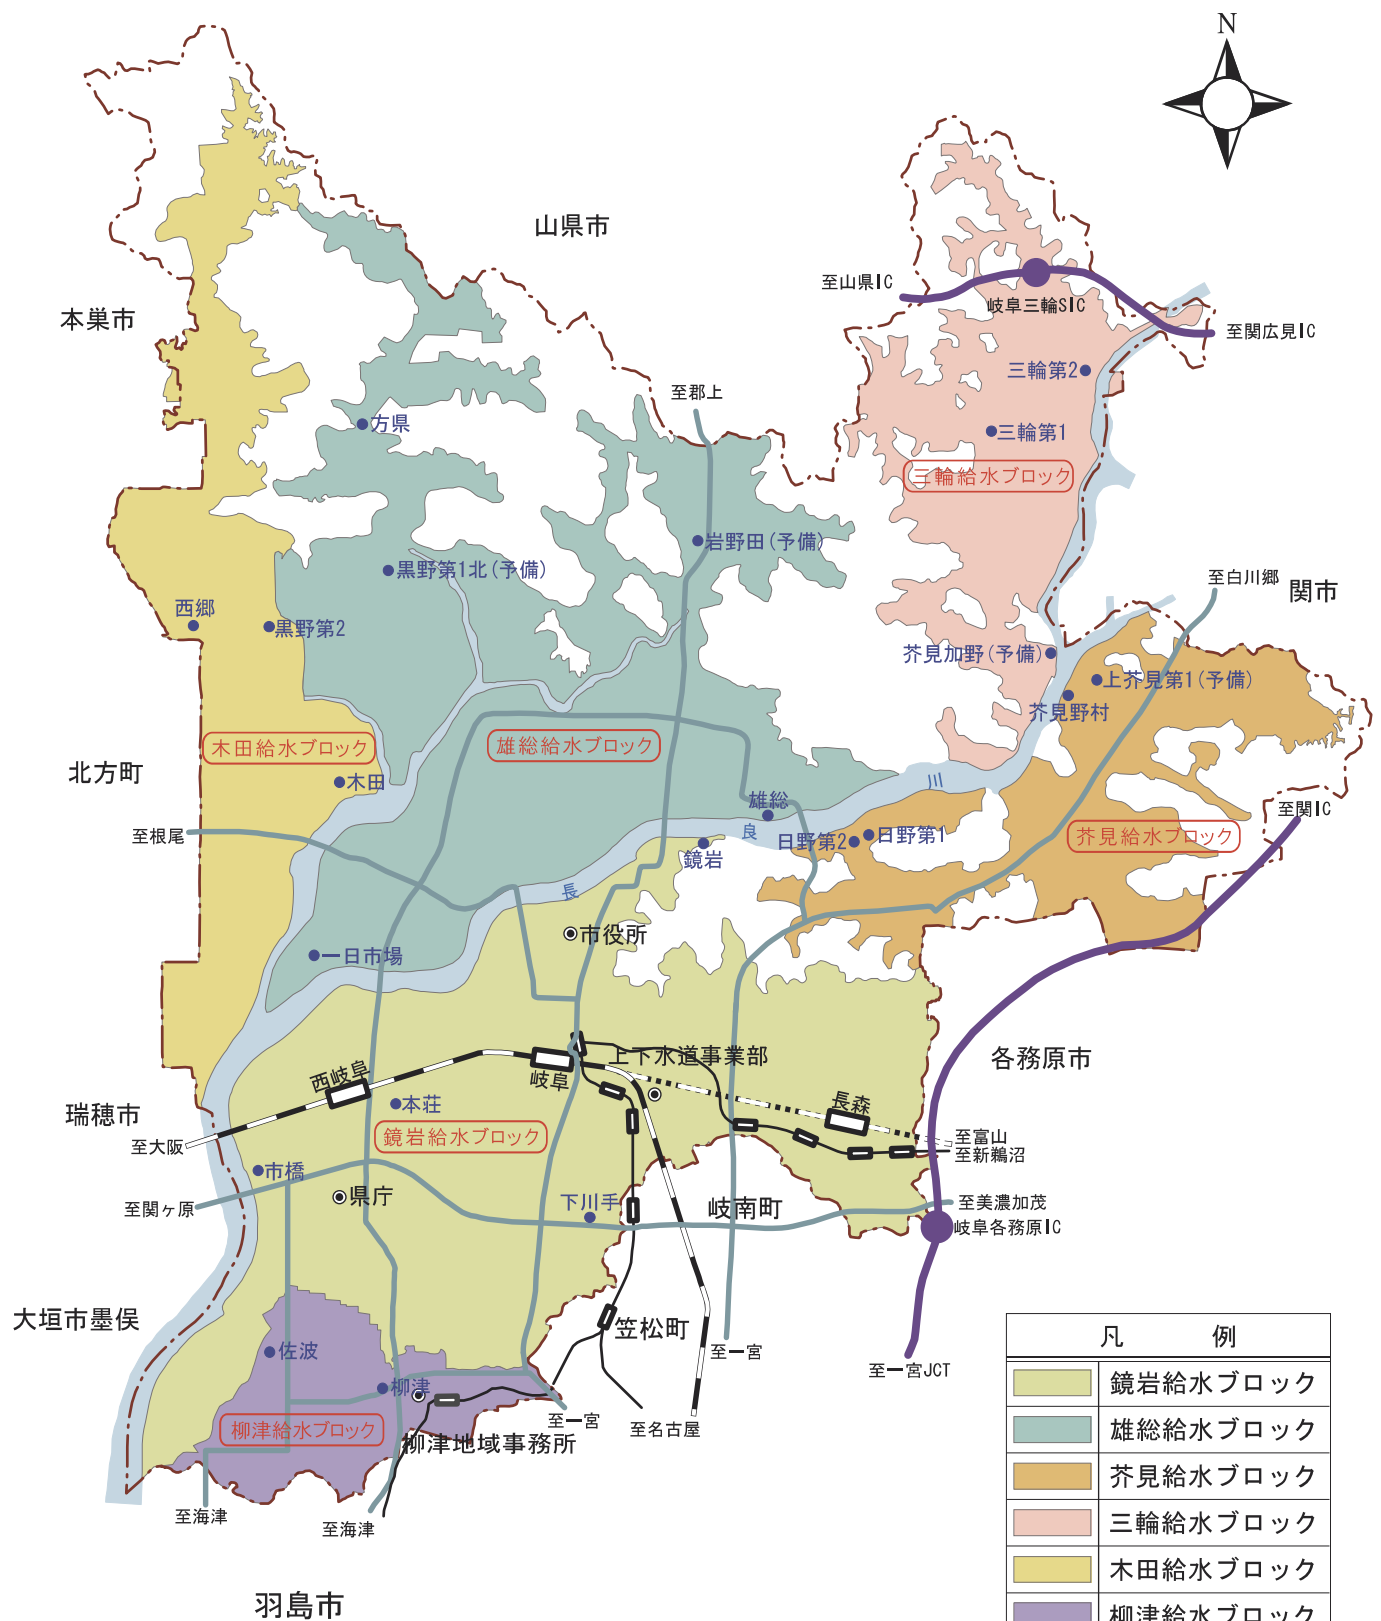 N
山県市
至山県IC
岐阜三輪SIC
本巣市
至関広見IC
三輪第2
至郡上
方県
三輪第1
三輪給水ブロック
岩野田(予備)
黒野第1北(予備)
至白川郷
関市
西郷
黒野第2
芥見加野(予備)
上芥見第1(予備)
芥見野村
木田給水ブロック
雄総給水ブロック
北方町
木田
川
雄総
至関IC
至根尾
良
日野第2
日野第1
芥見給水ブロック
鏡岩
長
市役所
一日市場
各務原市
上下水道事業部
西岐阜
岐阜
本荘
長森
瑞穂市
鏡岩給水ブロック
至大阪
至富山
至新鵜沼
市橋
県庁
下川手
岐南町
至関ヶ原
至美濃加茂
岐阜各務原IC
大垣市墨俣
笠松町
佐波
至一宮
至一宮JCT
柳津
柳津給水ブロック
至一宮
至名古屋
柳津地域事務所
至海津
至海津
羽島市
凡 例
鏡岩給水ブロック
雄総給水ブロック
芥見給水ブロック
三輪給水ブロック
木田給水ブロック
柳津給水ブロック